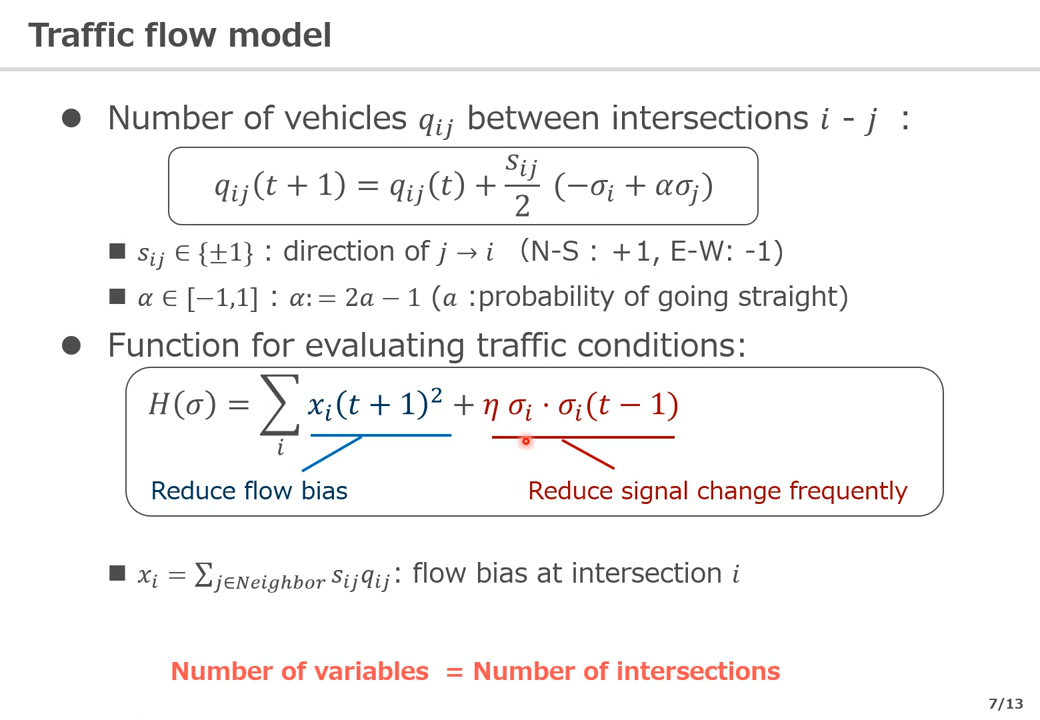 Traffic flow model
● Number of vehicles qᵢⱼ between intersections i - j :
qᵢⱼ(t + 1) = qᵢⱼ(t) + sᵢⱼ/2 (−σᵢ + ασⱼ)
■ sᵢⱼ ∈ {±1} : direction of j → i （N-S : ＋1, E-W: -1)
■ α ∈ [−1,1] : α: = 2a − 1 (a :probability of going straight)
● Function for evaluating traffic conditions:
H(σ) = ∑ᵢ xᵢ(t + 1)² + η σᵢ · σᵢ(t − 1)
Reduce flow bias Reduce signal change frequently
■ xᵢ = ∑_{j∈Neighbor} sᵢⱼqᵢⱼ: flow bias at intersection i
Number of variables = Number of intersections
7/13